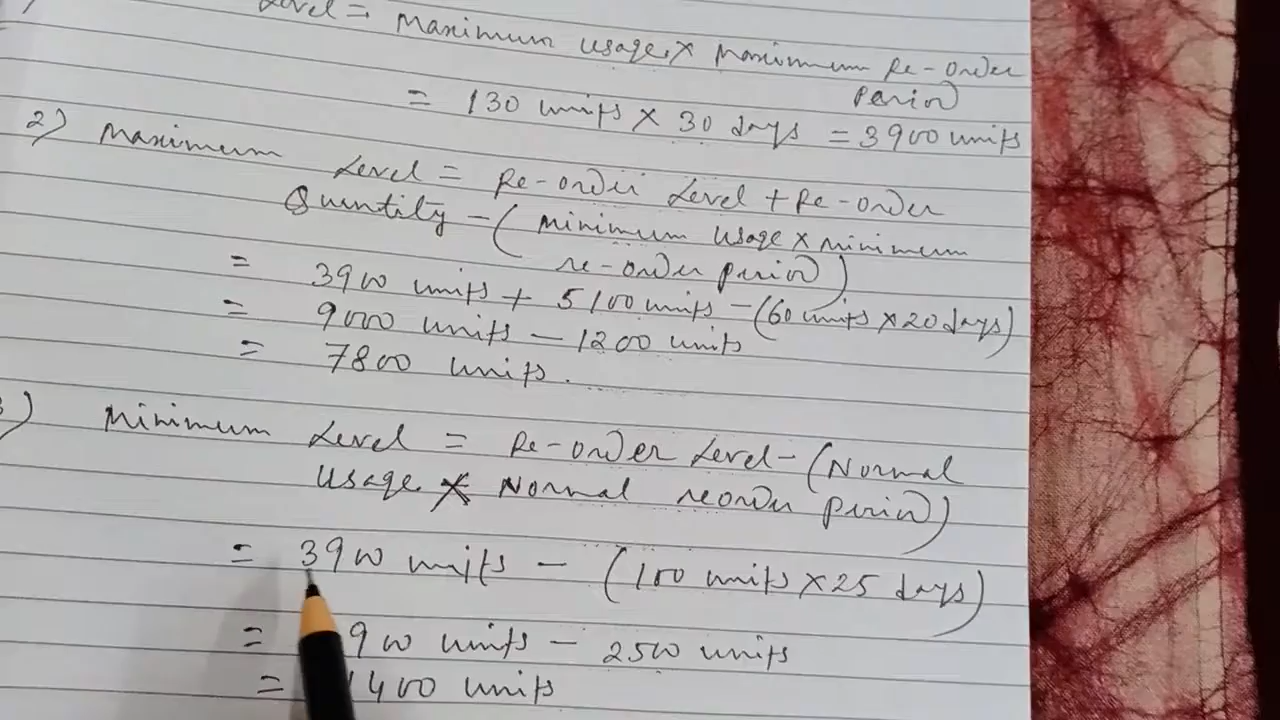 Level = Maximum usage × Maximum Re-order
Period
= 130 units × 30 days = 3900 units
2) Maximum
Level = Re-order Level + Re-order
Quantity - (Minimum usage × minimum
re-order period)
= 3900 units + 5100 units - (60 units × 20 days)
= 9000 units - 1200 units
= 7800 units.
3) Minimum Level = Re-order Level - (Normal
usage × Normal reorder period)
= 3900 units - (100 units × 25 days)
= 900 units - 2500 units
= 1400 units